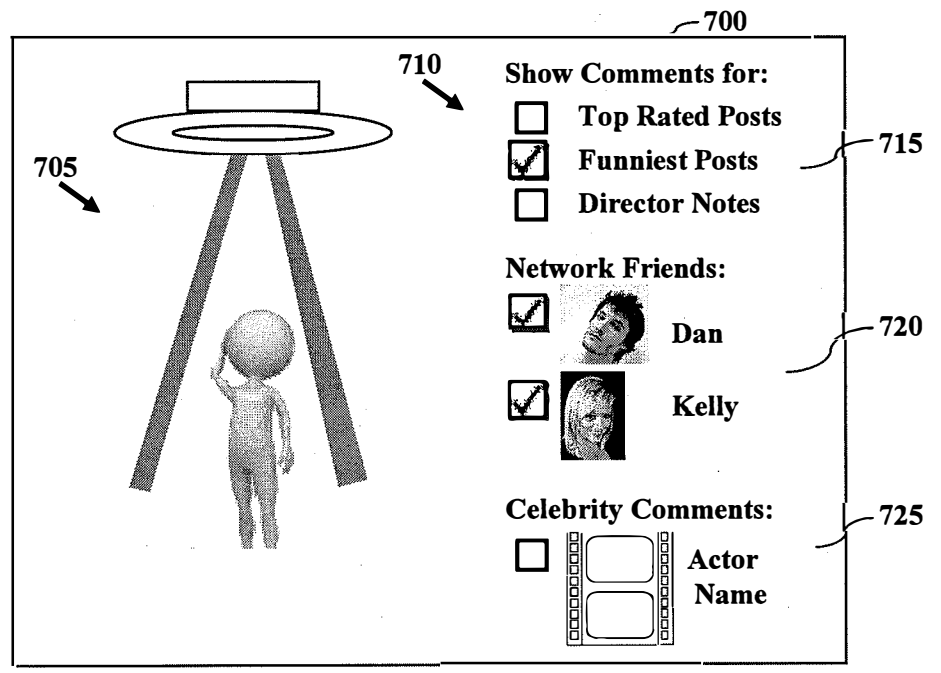 700
710
Show Comments for:
Top Rated Posts
715
Funniest Posts
705
Director Notes
Network Friends:
Dan
720
Kelly
Celebrity Comments:
725
Actor
Name